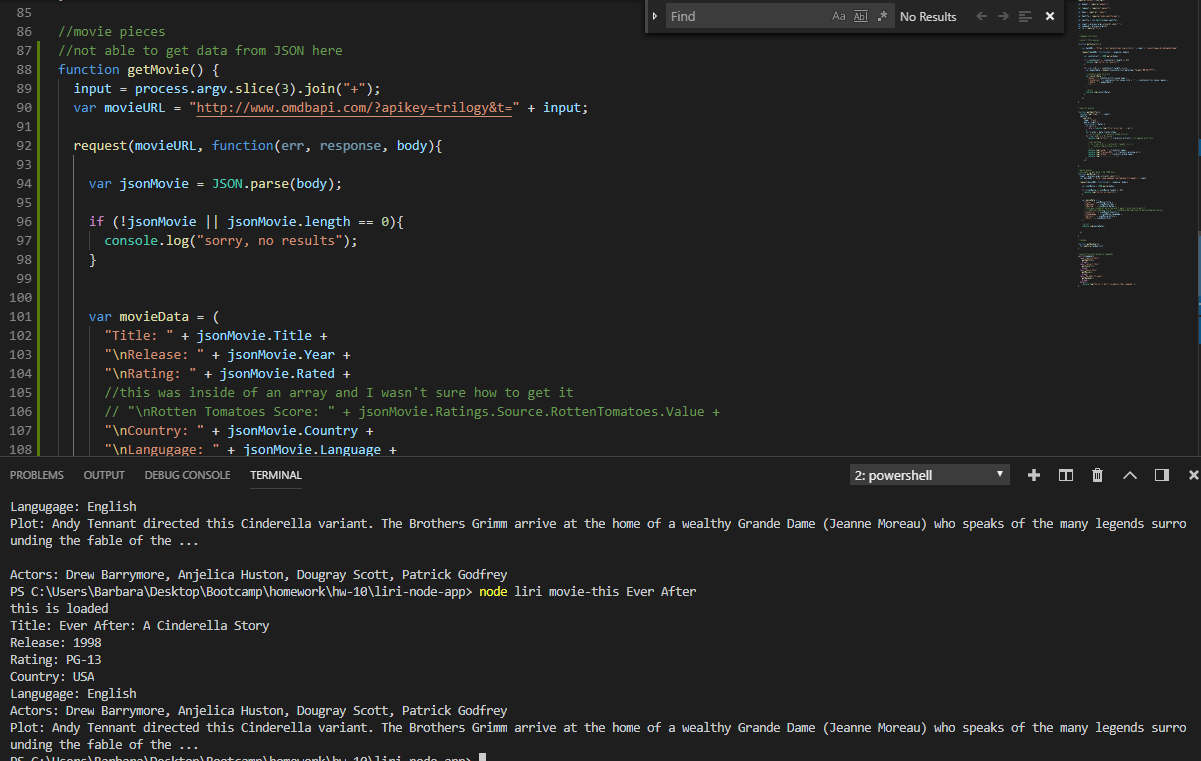 Find Aa Abl .* No Results
85
86 //movie pieces
87 //not able to get data from JSON here
88 function getMovie() {
89 input = process.argv.slice(3).join("+");
90 var movieURL = "http://www.omdbapi.com/?apikey=trilogy&t=" + input;
91
92 request(movieURL, function(err, response, body){
93
94 var jsonMovie = JSON.parse(body);
95
96 if (!jsonMovie || jsonMovie.length == 0){
97 console.log("sorry, no results");
98 }
99
100
101 var movieData = (
102 "Title: " + jsonMovie.Title +
103 "\nRelease: " + jsonMovie.Year +
104 "\nRating: " + jsonMovie.Rated +
105 //this was inside of an array and I wasn't sure how to get it
106 // "\nRotten Tomatoes Score: " + jsonMovie.Ratings.Source.RottenTomatoes.Value +
107 "\nCountry: " + jsonMovie.Country +
108 "\nLangugage: " + jsonMovie.Language +
PROBLEMS OUTPUT DEBUG CONSOLE TERMINAL 2: powershell
Langugage: English
Plot: Andy Tennant directed this Cinderella variant. The Brothers Grimm arrive at the home of a wealthy Grande Dame (Jeanne Moreau) who speaks of the many legends surro
unding the fable of the ...
Actors: Drew Barrymore, Anjelica Huston, Dougray Scott, Patrick Godfrey
PS C:\Users\Barbara\Desktop\Bootcamp\homework\hw-10\liri-node-app> node liri movie-this Ever After
this is loaded
Title: Ever After: A Cinderella Story
Release: 1998
Rating: PG-13
Country: USA
Langugage: English
Actors: Drew Barrymore, Anjelica Huston, Dougray Scott, Patrick Godfrey
Plot: Andy Tennant directed this Cinderella variant. The Brothers Grimm arrive at the home of a wealthy Grande Dame (Jeanne Moreau) who speaks of the many legends surro
unding the fable of the ...
PS C:\Users\Barbara\Desktop\Bootcamp\homework\hw-10\liri-node-app>